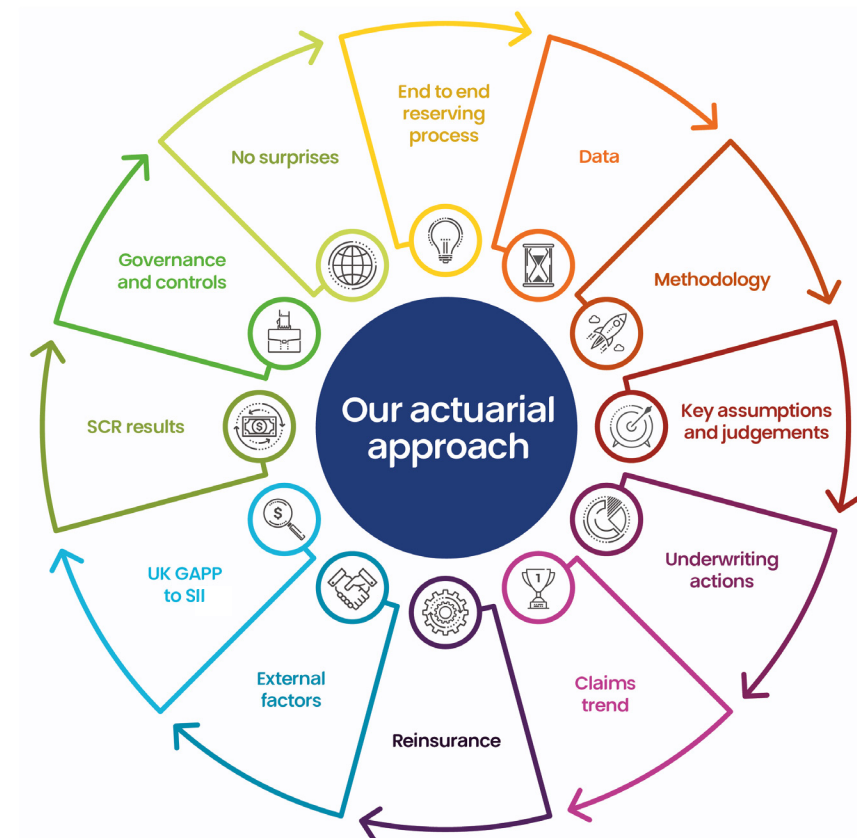 End to end
reserving
process
Data
Methodology
Key assumptions
and judgements
Underwriting
actions
Claims
trend
Reinsurance
External
factors
UK GAPP
to SII
SCR results
Governance
and controls
No surprises
Our actuarial
approach
$
1
$